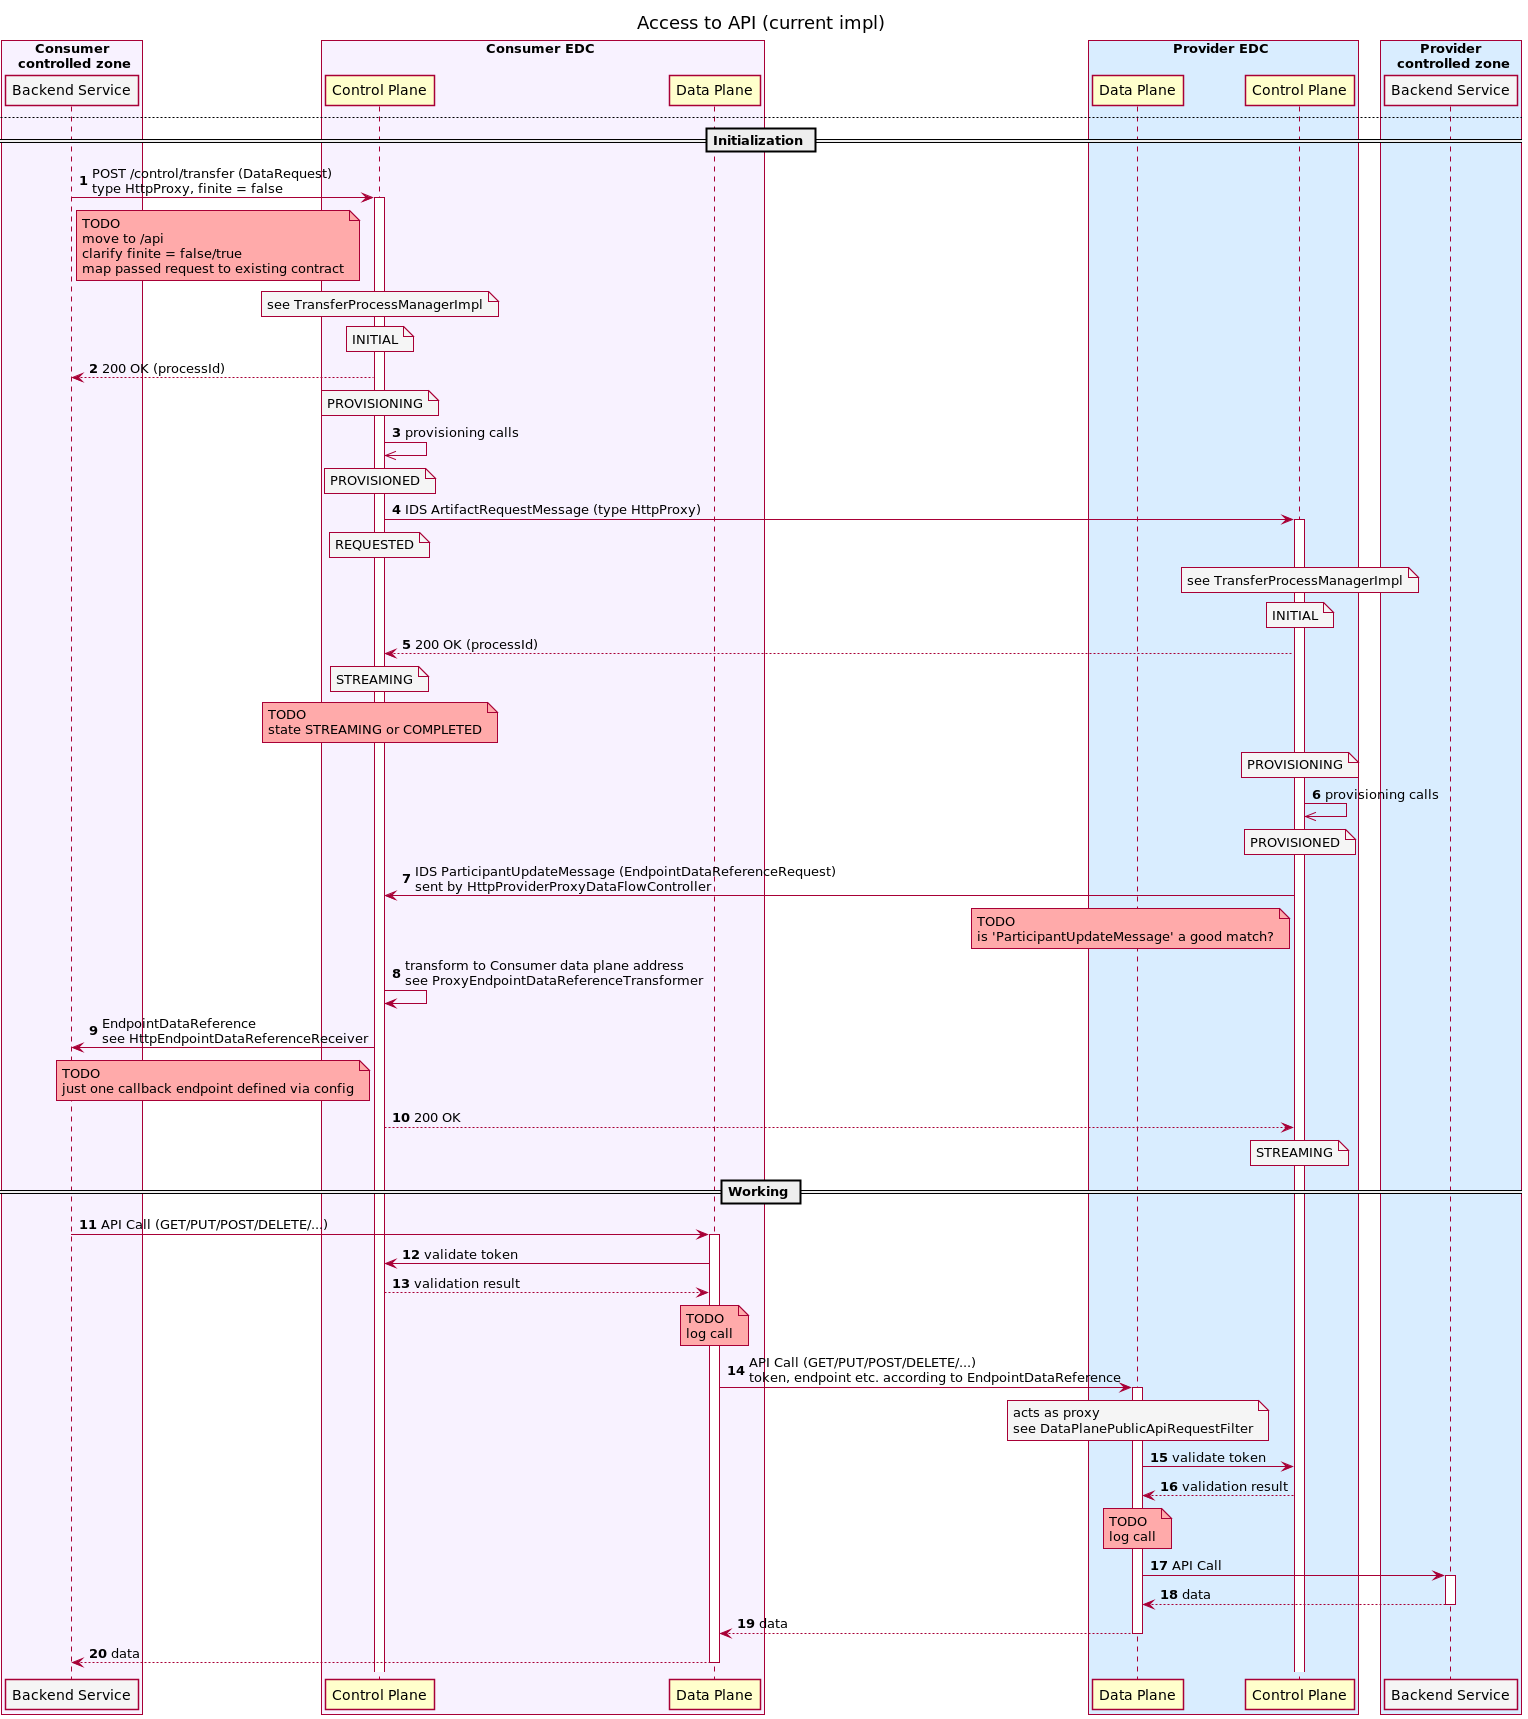 Access to API (current impl)
Consumer
controlled zone
Consumer EDC
Provider EDC
Provider
controlled zone
Backend Service
Control Plane
Data Plane
Data Plane
Control Plane
Backend Service
Initialization
1 POST /control/transfer (DataRequest)
type HttpProxy, finite = false
TODO
move to /api
clarify finite = false/true
map passed request to existing contract
see TransferProcessManagerImpl
INITIAL
2 200 OK (processId)
PROVISIONING
3 provisioning calls
PROVISIONED
4 IDS ArtifactRequestMessage (type HttpProxy)
REQUESTED
see TransferProcessManagerImpl
INITIAL
5 200 OK (processId)
STREAMING
TODO
state STREAMING or COMPLETED
PROVISIONING
6 provisioning calls
PROVISIONED
7 IDS ParticipantUpdateMessage (EndpointDataReferenceRequest)
sent by HttpProviderProxyDataFlowController
TODO
is 'ParticipantUpdateMessage' a good match?
8 transform to Consumer data plane address
see ProxyEndpointDataReferenceTransformer
9 EndpointDataReference
see HttpEndpointDataReferenceReceiver
TODO
just one callback endpoint defined via config
10 200 OK
STREAMING
Working
11 API Call (GET/PUT/POST/DELETE/...)
12 validate token
13 validation result
TODO
log call
14 API Call (GET/PUT/POST/DELETE/...)
token, endpoint etc. according to EndpointDataReference
acts as proxy
see DataPlanePublicApiRequestFilter
15 validate token
16 validation result
TODO
log call
17 API Call
18 data
19 data
20 data
Backend Service
Control Plane
Data Plane
Data Plane
Control Plane
Backend Service